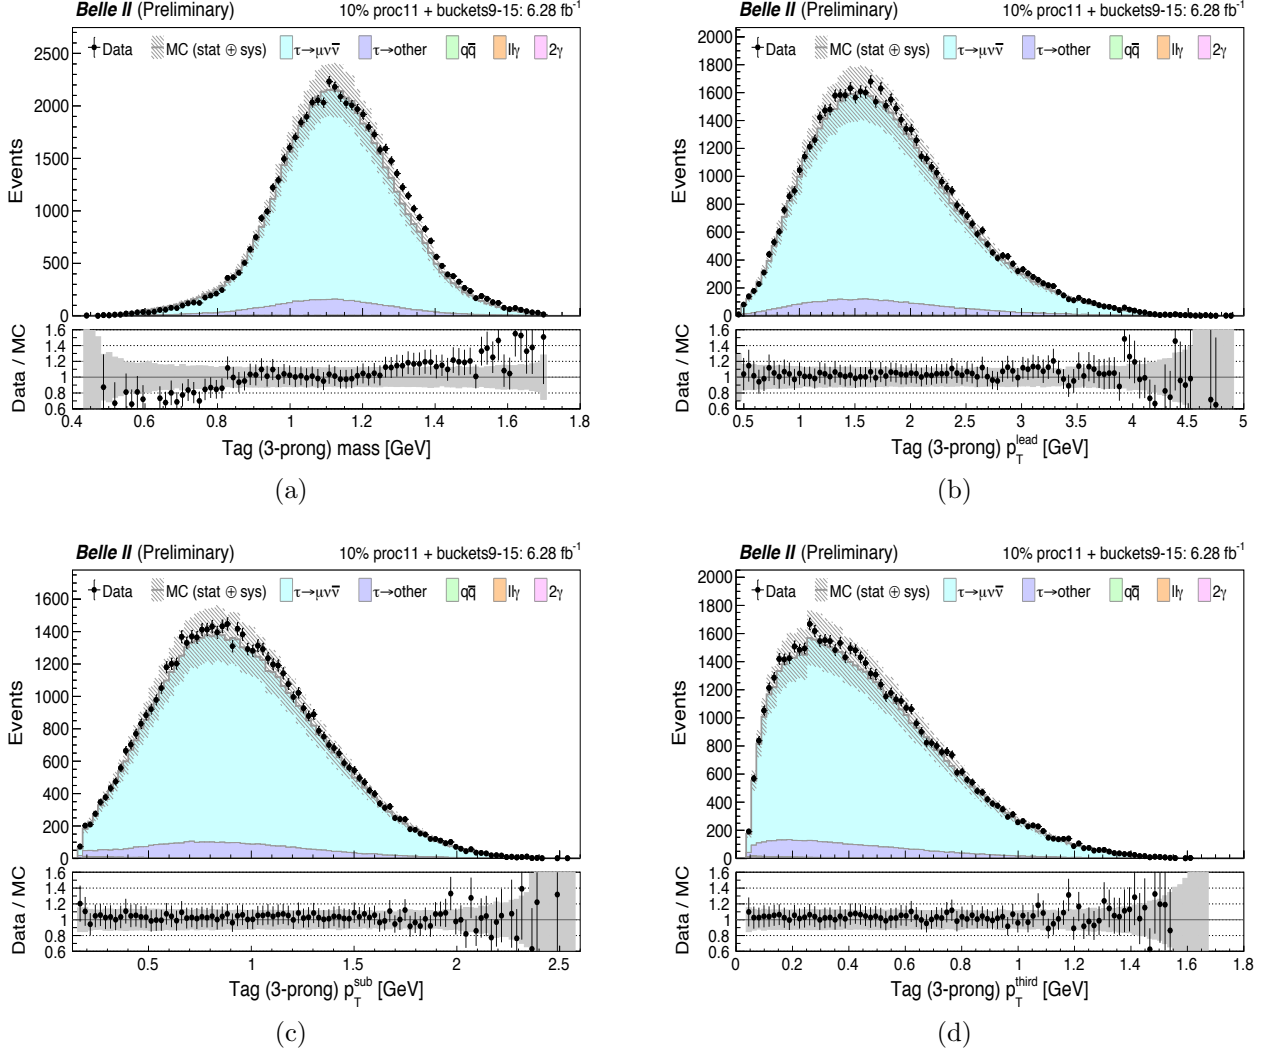 Belle II (Preliminary) 10% proc11 + buckets9-15: 6.28 fb⁻¹
Data MC (stat ⊕ sys) τ→μνν̅ τ→other qq̅ llγ 2γ
Events
2500
2000
1500
1000
500
0
Data / MC
1.6
1.4
1.2
1
0.8
0.6
0.4 0.6 0.8 1 1.2 1.4 1.6 1.8
Tag (3-prong) mass [GeV]
(a)
Belle II (Preliminary) 10% proc11 + buckets9-15: 6.28 fb⁻¹
Data MC (stat ⊕ sys) τ→μνν̅ τ→other qq̅ llγ 2γ
Events
2000
1800
1600
1400
1200
1000
800
600
400
200
0
Data / MC
1.6
1.4
1.2
1
0.8
0.6
0.5 1 1.5 2 2.5 3 3.5 4 4.5 5
Tag (3-prong) p_T^lead [GeV]
(b)
Belle II (Preliminary) 10% proc11 + buckets9-15: 6.28 fb⁻¹
Data MC (stat ⊕ sys) τ→μνν̅ τ→other qq̅ llγ 2γ
Events
1600
1400
1200
1000
800
600
400
200
0
Data / MC
1.6
1.4
1.2
1
0.8
0.6
0.5 1 1.5 2 2.5
Tag (3-prong) p_T^sub [GeV]
(c)
Belle II (Preliminary) 10% proc11 + buckets9-15: 6.28 fb⁻¹
Data MC (stat ⊕ sys) τ→μνν̅ τ→other qq̅ llγ 2γ
Events
2000
1800
1600
1400
1200
1000
800
600
400
200
0
Data / MC
1.6
1.4
1.2
1
0.8
0.6
0 0.2 0.4 0.6 0.8 1.0 1.2 1.4 1.6 1.8
Tag (3-prong) p_T^third [GeV]
(d)